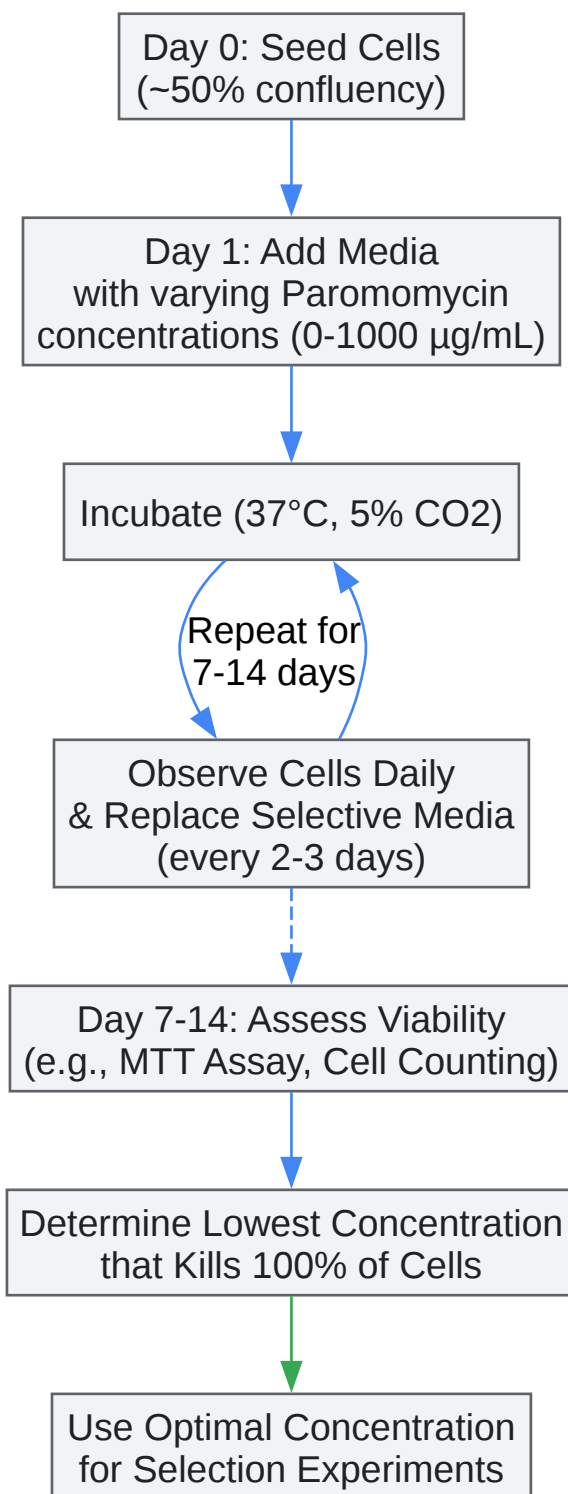 Day 0: Seed Cells
(~50% confluency)
Day 1: Add Media
with varying Paromomycin
concentrations (0-1000 µg/mL)
Incubate (37°C, 5% CO2)
Repeat for
7-14 days
Observe Cells Daily
& Replace Selective Media
(every 2-3 days)
Day 7-14: Assess Viability
(e.g., MTT Assay, Cell Counting)
Determine Lowest Concentration
that Kills 100% of Cells
Use Optimal Concentration
for Selection Experiments